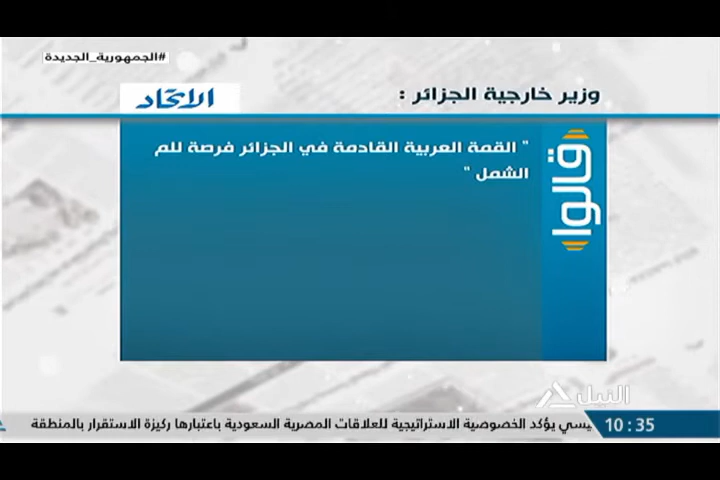 #الجمهورية_الجديدة
وزير خارجية الجزائر :
الاتحاد
قالوا
" القمة العربية القادمة في الجزائر فرصة للم
الشمل "
النيل
10:35
يسي يؤكد الخصوصية الاستراتيجية للعلاقات المصرية السعودية باعتبارها ركيزة الاستقرار بالمنطقة